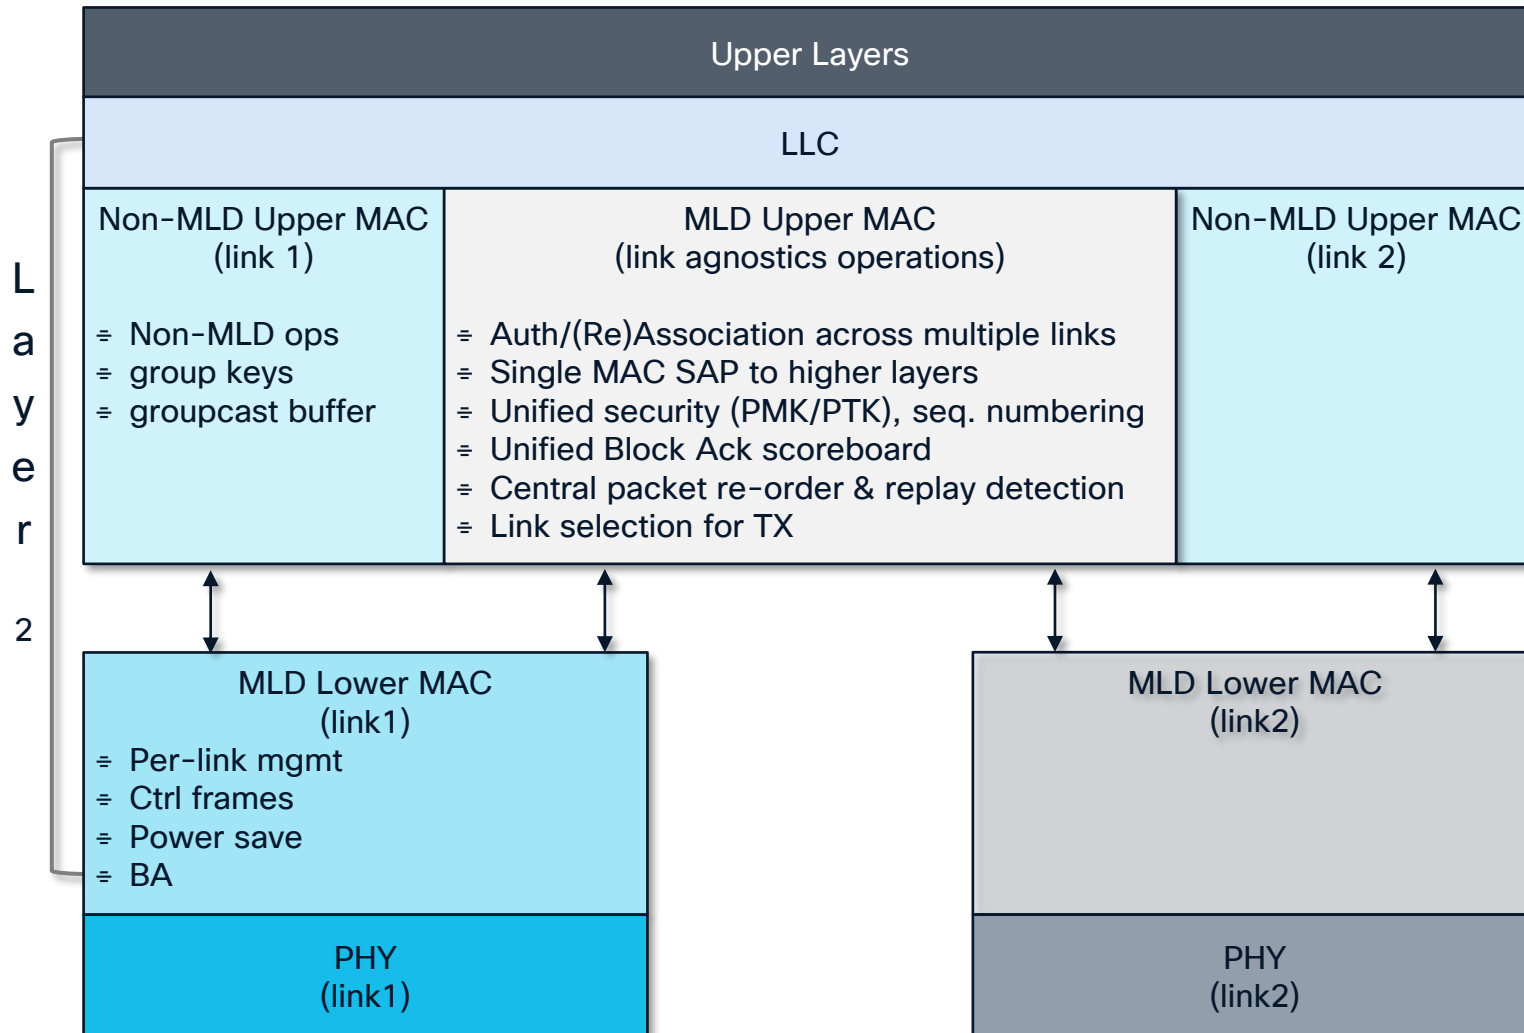 Upper Layers
LLC
Layer 2
Non-MLD Upper MAC
(link 1)
= Non-MLD ops
= group keys
= groupcast buffer
MLD Upper MAC
(link agnostics operations)
= Auth/(Re)Association across multiple links
= Single MAC SAP to higher layers
= Unified security (PMK/PTK), seq. numbering
= Unified Block Ack scoreboard
= Central packet re-order & replay detection
= Link selection for TX
Non-MLD Upper MAC
(link 2)
MLD Lower MAC
(link1)
= Per-link mgmt
= Ctrl frames
= Power save
= BA
PHY
(link1)
MLD Lower MAC
(link2)
PHY
(link2)